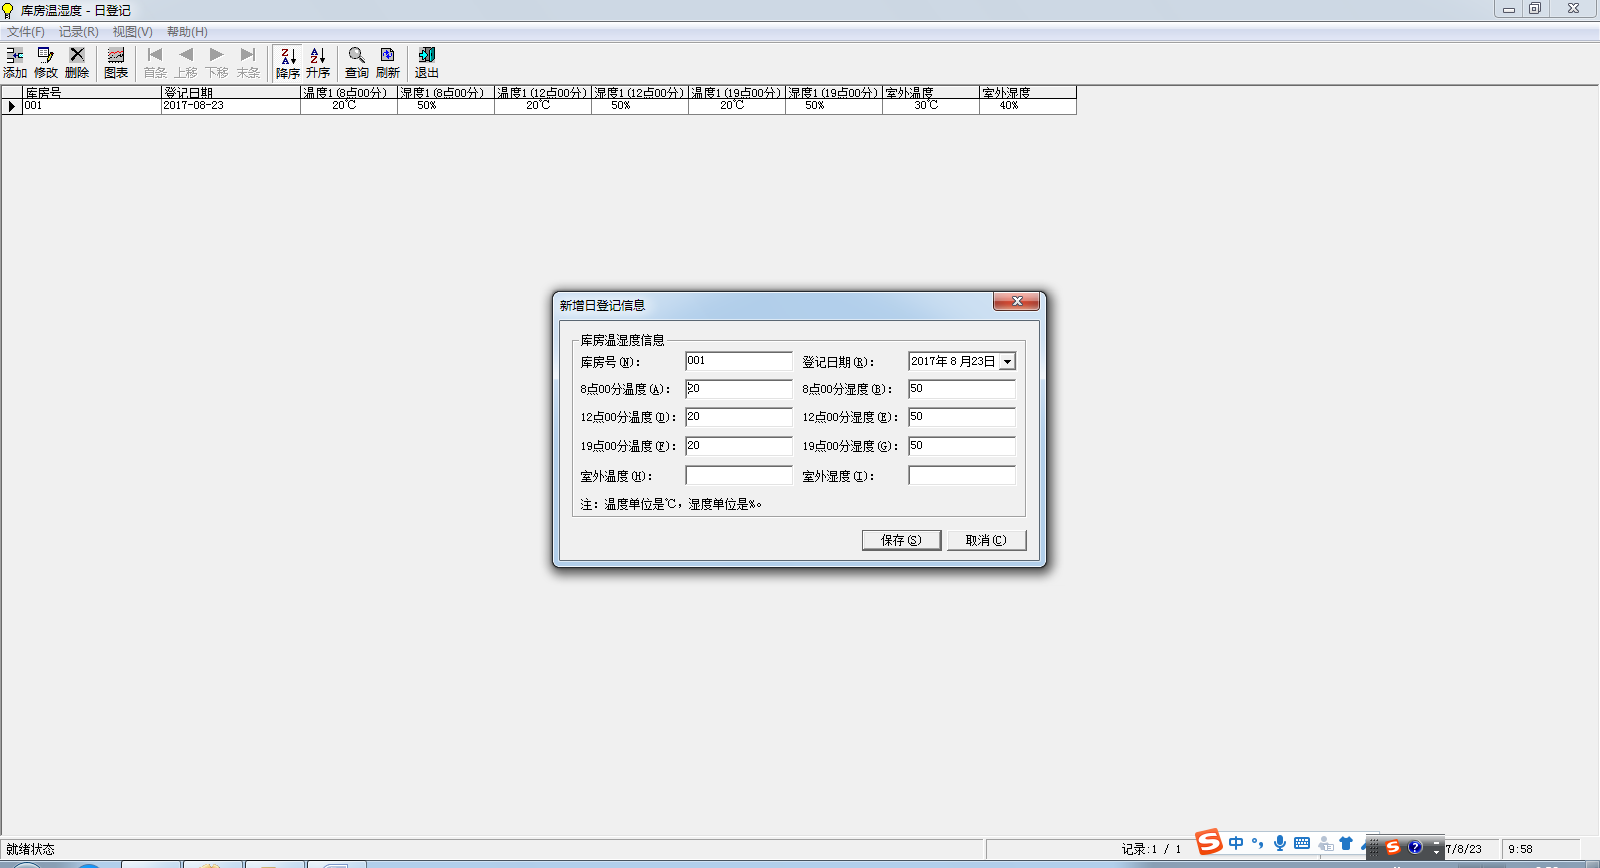 库房温湿度 - 日登记
文件(F) 记录(R) 视图(V) 帮助(H)
添加 修改 删除 图表 首条 上移 下移 末条 降序 升序 查询 刷新 退出
库房号 登记日期 温度1(8点00分) 湿度1(8点00分) 温度1(12点00分) 湿度1(12点00分) 温度1(19点00分) 湿度1(19点00分) 室外温度 室外湿度
001 2017-08-23 20℃ 50% 20℃ 50% 20℃ 50% 30℃ 40%
新增日登记信息
库房温湿度信息
库房号(N)： 001 登记日期(R)： 2017年 8月23日
8点00分温度(A)： 20 8点00分湿度(B)： 50
12点00分温度(D)： 20 12点00分湿度(E)： 50
19点00分温度(F)： 20 19点00分湿度(G)： 50
室外温度(H)： 室外湿度(I)：
注：温度单位是℃，湿度单位是%。
保存(S) 取消(C)
就绪状态 记录:1 / 1 中 7/8/23 9:58